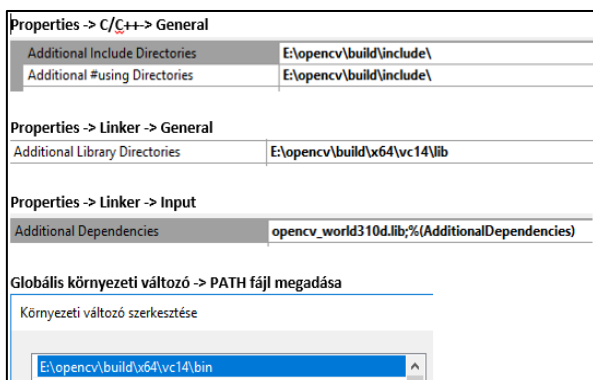 Properties -> C/C++-> General
Additional Include Directories E:\opencv\build\include\
Additional #using Directories E:\opencv\build\include\
Properties -> Linker -> General
Additional Library Directories E:\opencv\build\x64\vc14\lib
Properties -> Linker -> Input
Additional Dependencies opencv_world310d.lib;%(AdditionalDependencies)
Globális környezeti változó -> PATH fájl megadása
Környezeti változó szerkesztése
E:\opencv\build\x64\vc14\bin